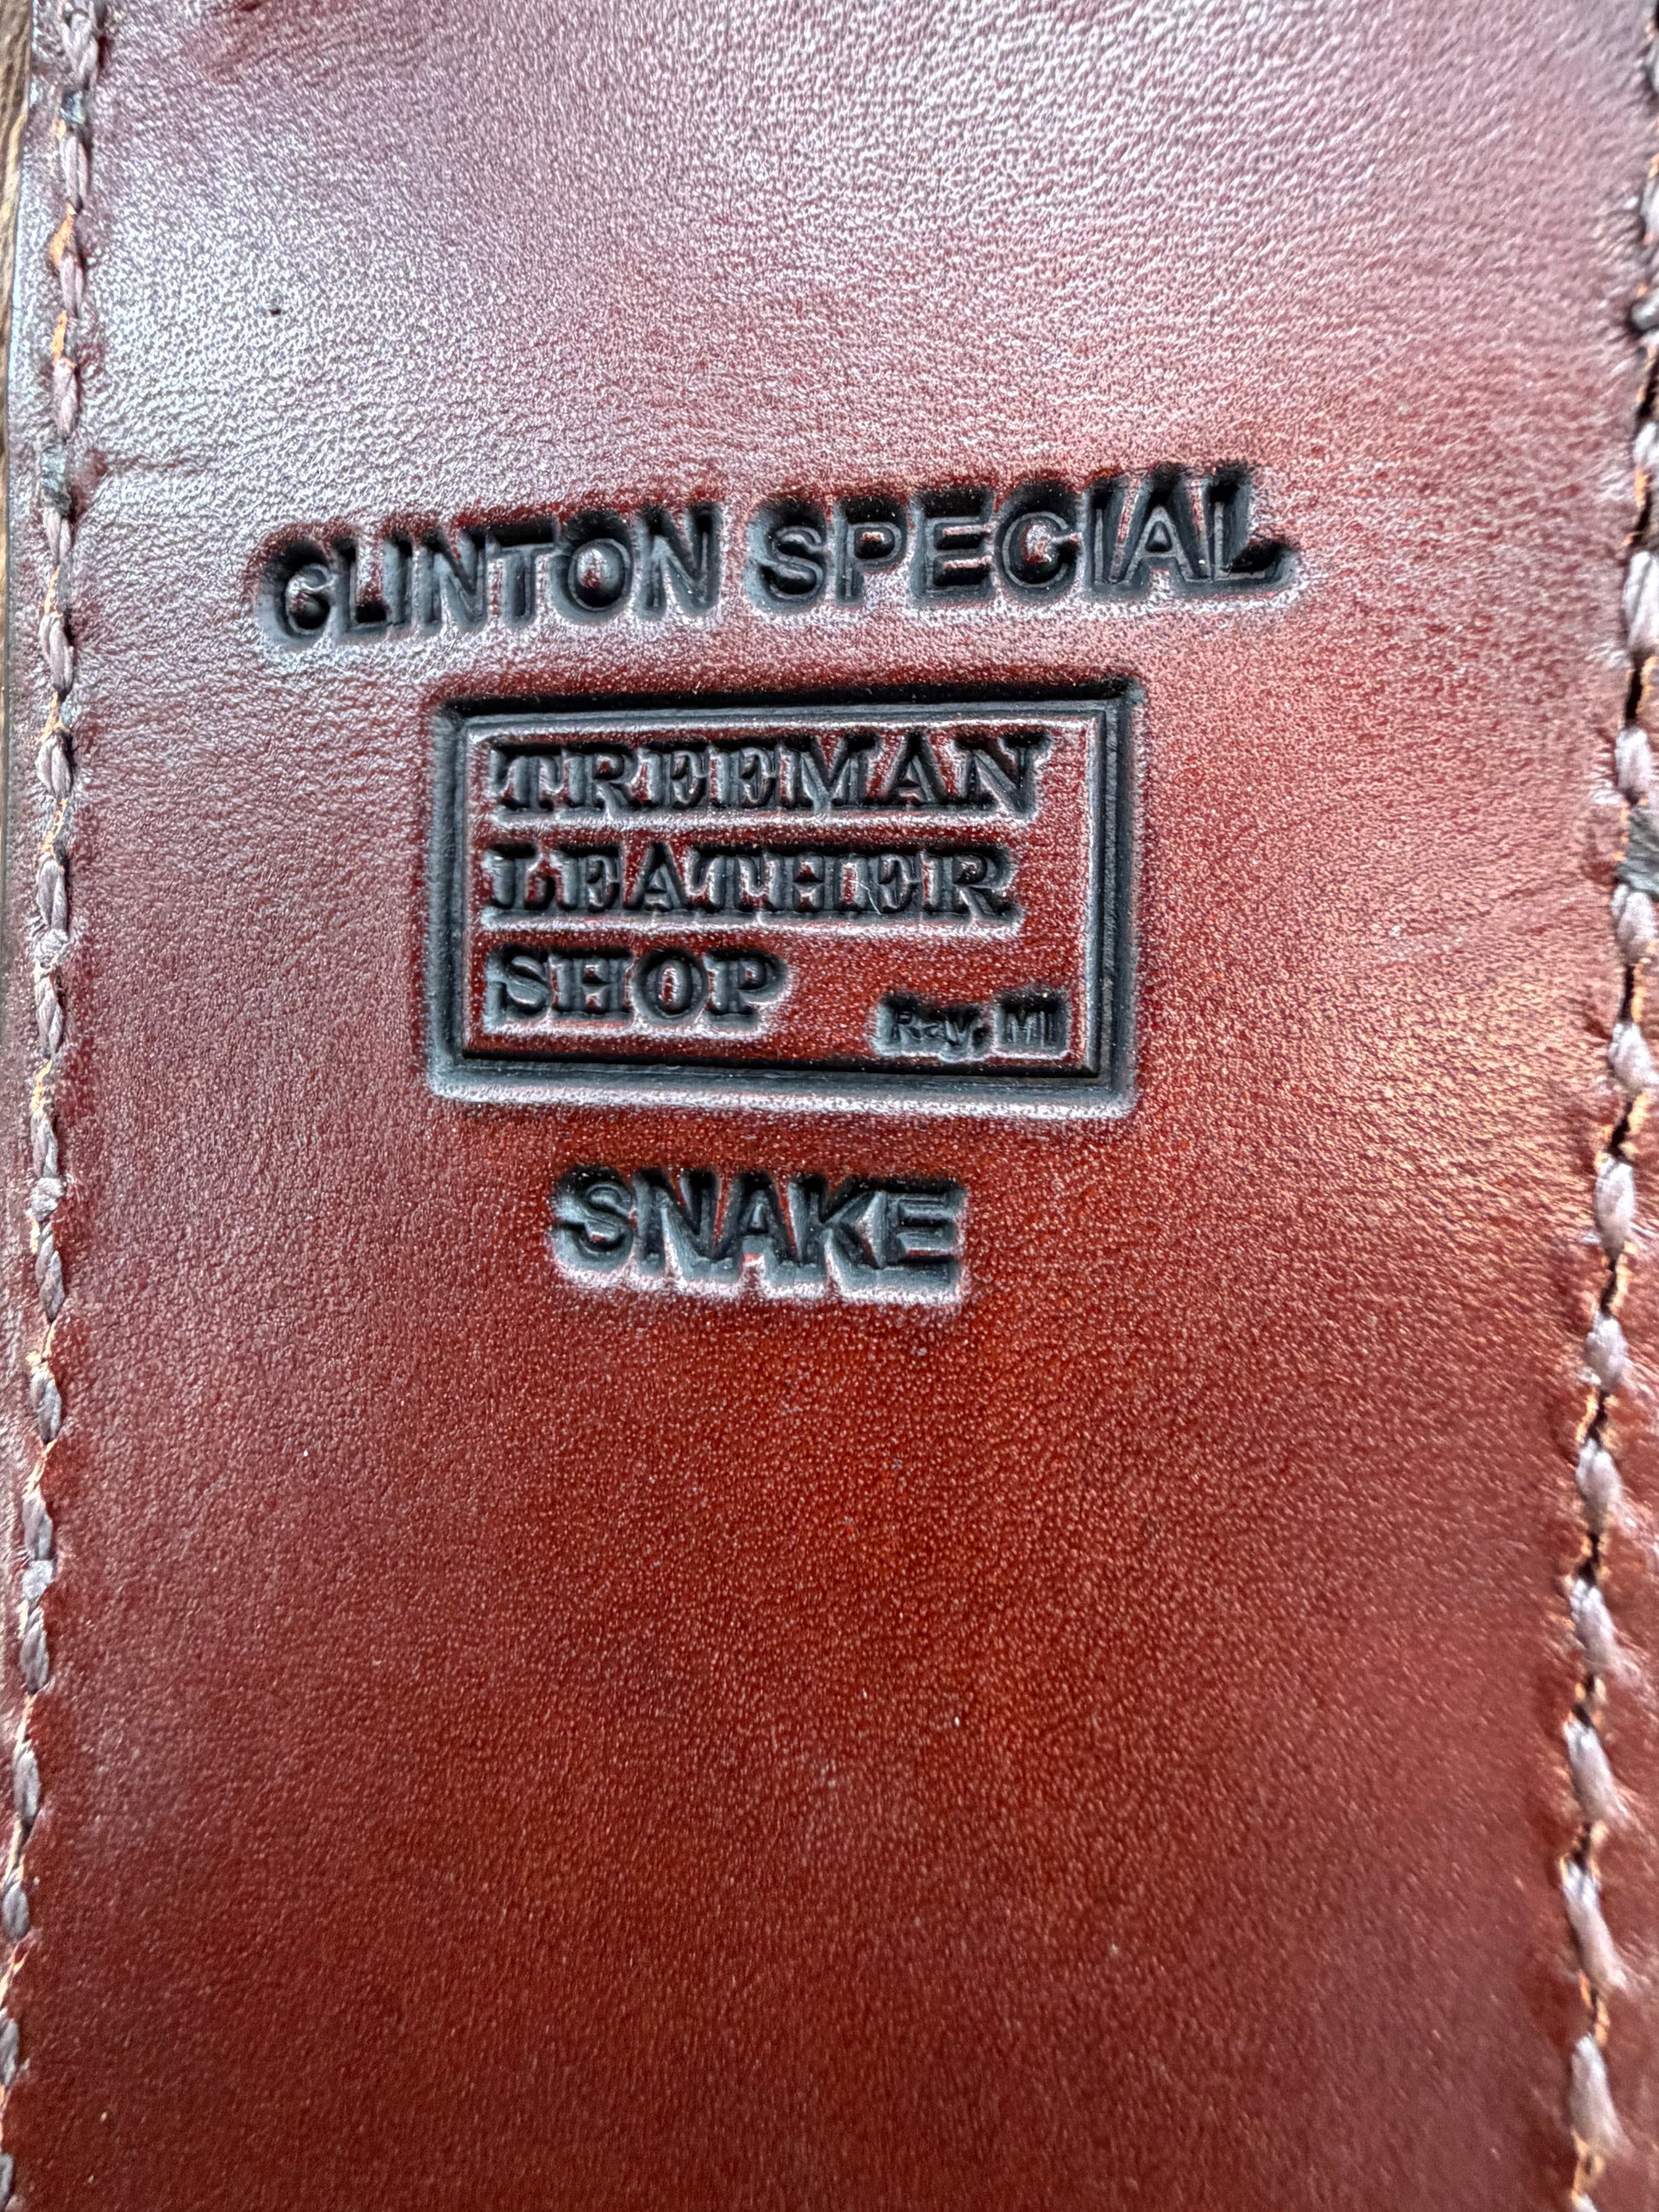 CLINTON SPECIAL
TREEMAN
LEATHER
SHOP Ray, MI
SNAKE